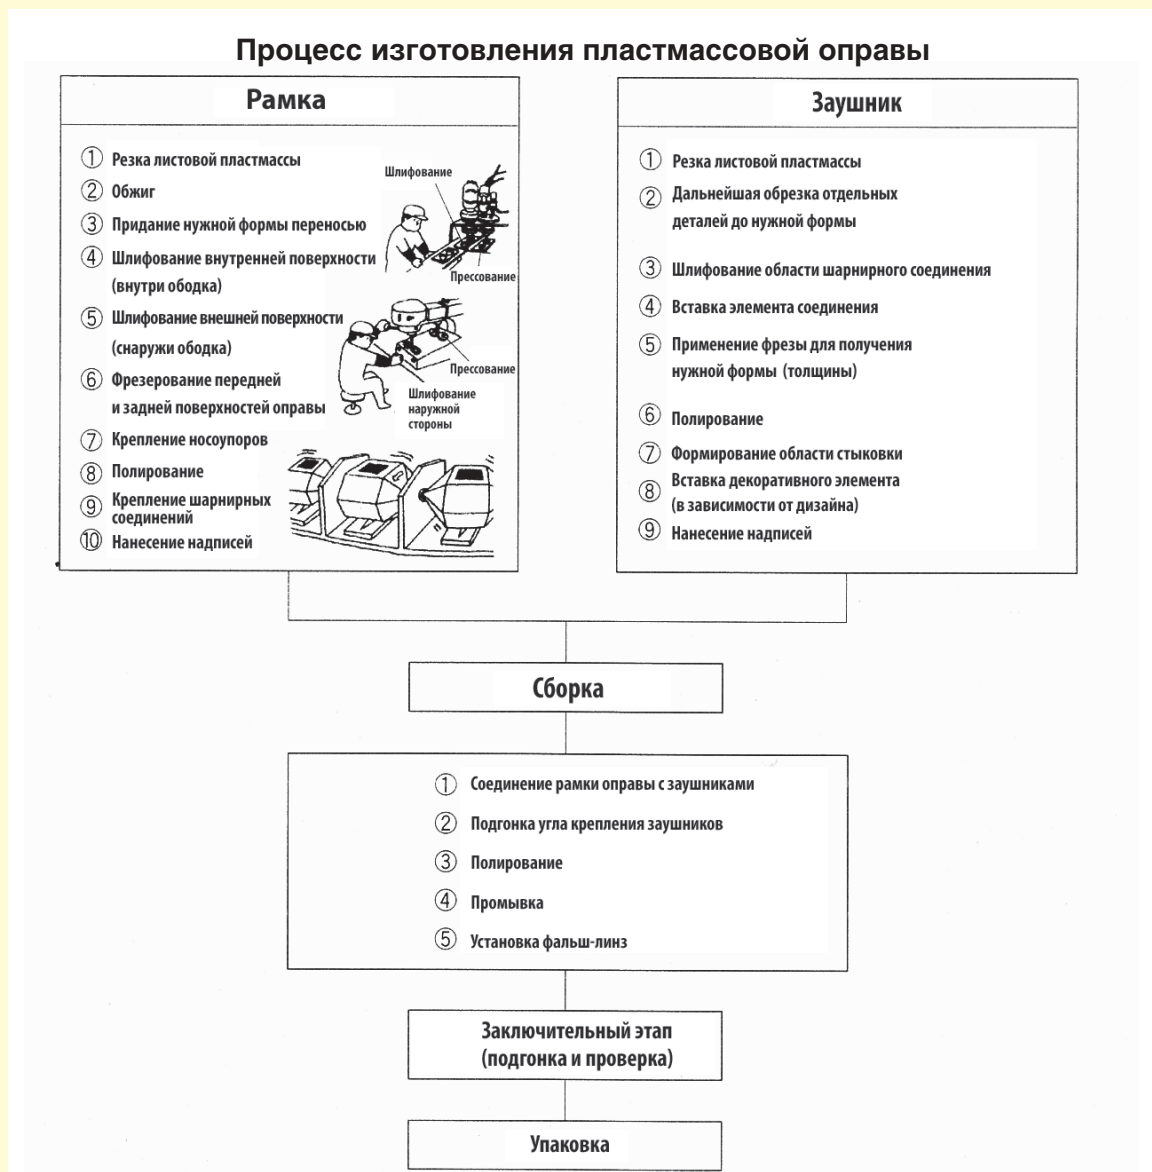 Процесс изготовления пластмассовой оправы
Рамка
① Резка листовой пластмассы
② Обжиг
③ Придание нужной формы переносью
④ Шлифование внутренней поверхности
(внутри ободка)
⑤ Шлифование внешней поверхности
(снаружи ободка)
⑥ Фрезерование передней
и задней поверхностей оправы
⑦ Крепление носоупоров
⑧ Полирование
⑨ Крепление шарнирных
соединений
⑩ Нанесение надписей
Шлифование
Прессование
Прессование
Шлифование
наружной
стороны
Заушник
① Резка листовой пластмассы
② Дальнейшая обрезка отдельных
деталей до нужной формы
③ Шлифование области шарнирного соединения
④ Вставка элемента соединения
⑤ Применение фрезы для получения
нужной формы (толщины)
⑥ Полирование
⑦ Формирование области стыковки
⑧ Вставка декоративного элемента
(в зависимости от дизайна)
⑨ Нанесение надписей
Сборка
① Соединение рамки оправы с заушниками
② Подгонка угла крепления заушников
③ Полирование
④ Промывка
⑤ Установка фальш-линз
Заключительный этап
(подгонка и проверка)
Упаковка